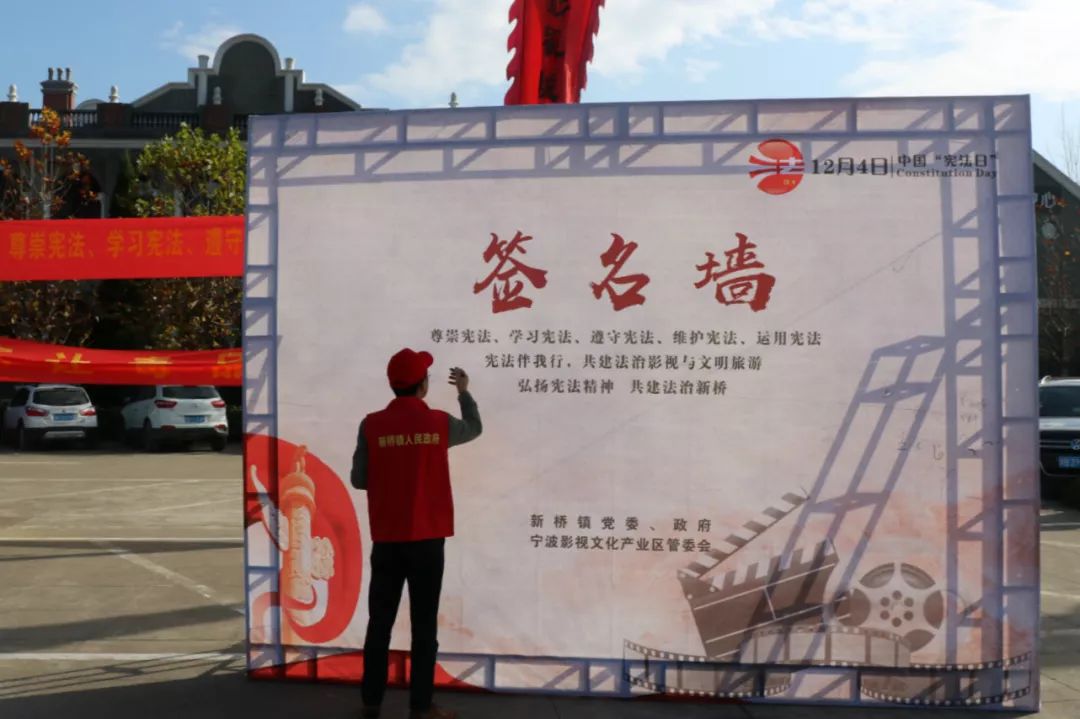 12月4日 中国“宪法日”
Constitution Day
签名墙
尊崇宪法、学习宪法、遵守
尊崇宪法、学习宪法、遵守宪法、维护宪法、运用宪法
宪法伴我行，共建法治影视与文明旅游
弘扬宪法精神 共建法治新桥
新桥镇人民政府
新桥镇党委、政府
宁波影视文化产业区管委会